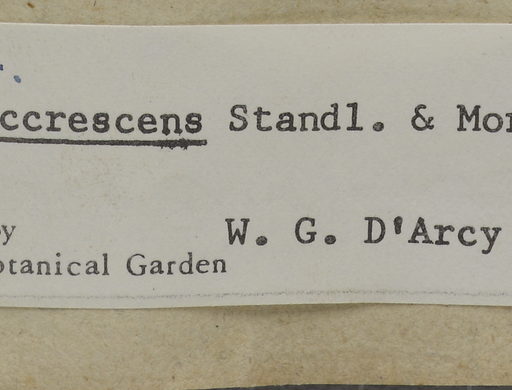 ccrescens Standl. & Mor
y W. G. D'Arcy
otanical Garden